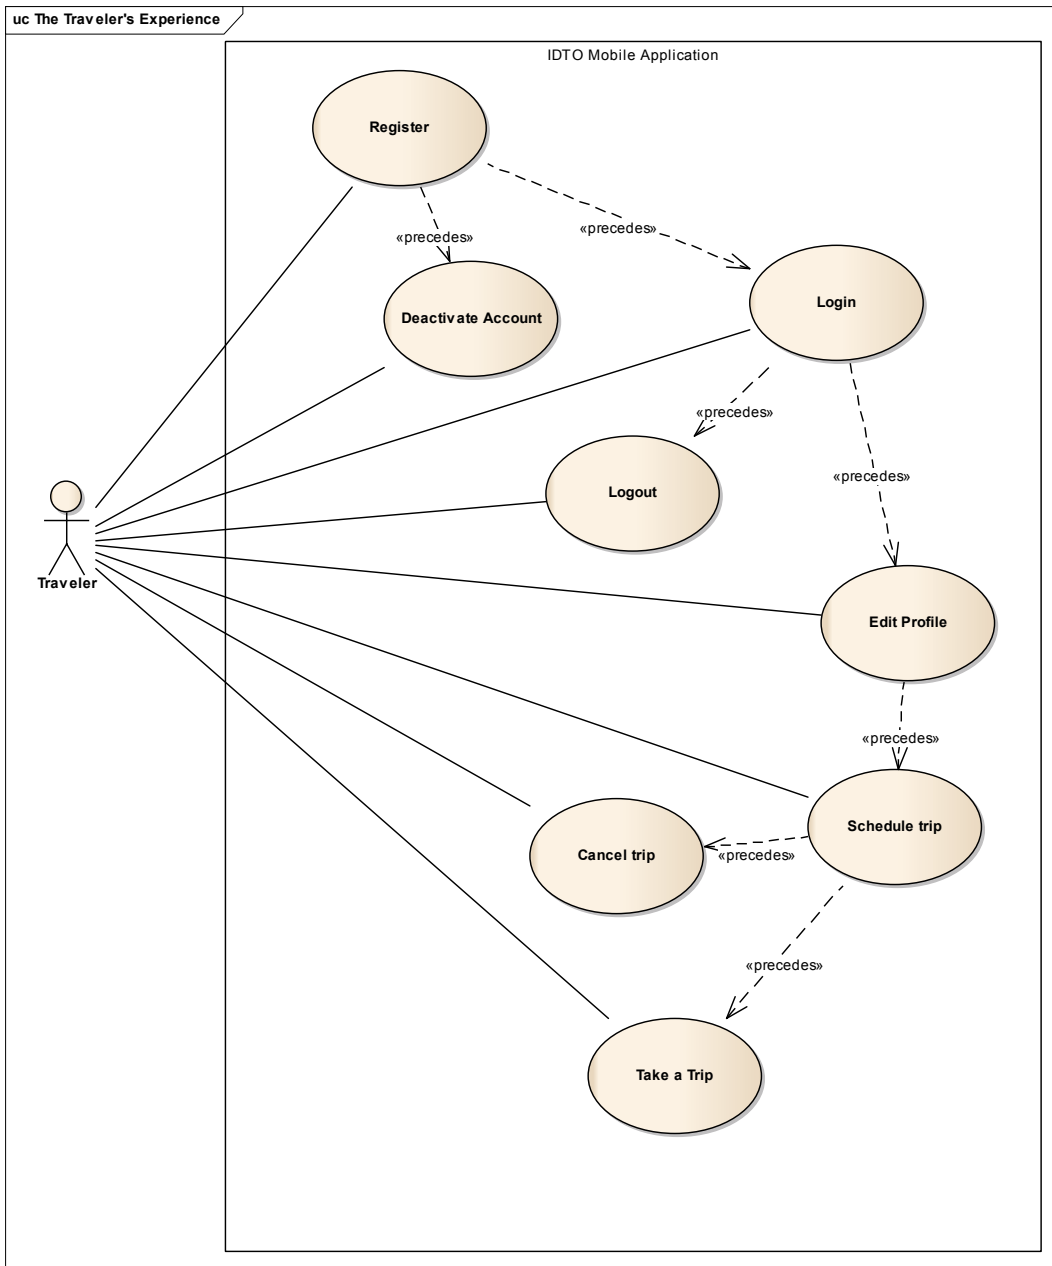 uc The Traveler's Experience
IDTO Mobile Application
Register
«precedes»
«precedes»
Deactivate Account
Login
«precedes»
Logout
«precedes»
Traveler
Edit Profile
«precedes»
Schedule trip
Cancel trip
«precedes»
«precedes»
Take a Trip